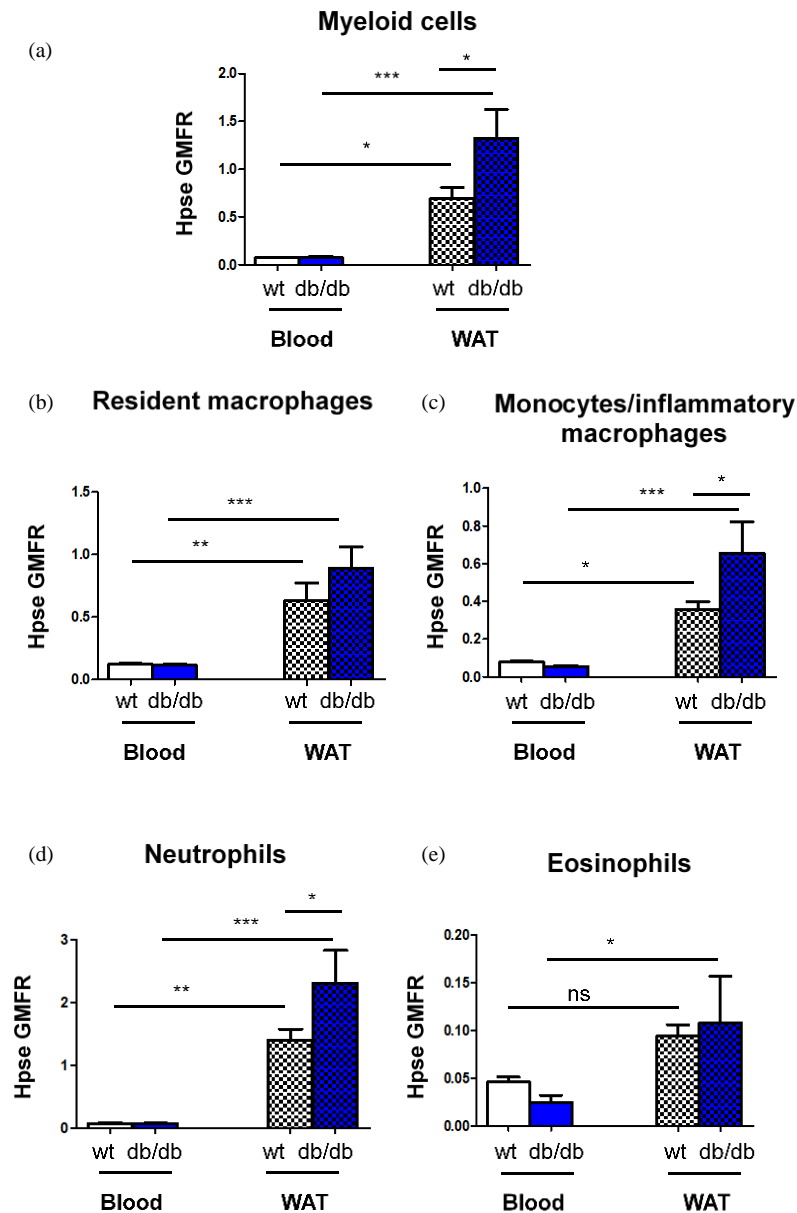 Myeloid cells
(a)
*
***
*
2.0
1.5
1.0
0.5
0.0
Hpse GMFR
wt db/db wt db/db
Blood WAT
(b) Resident macrophages
***
**
1.5
1.0
0.5
0.0
Hpse GMFR
wt db/db wt db/db
Blood WAT
(c) Monocytes/inflammatory
macrophages
*
***
*
1.0
0.8
0.6
0.4
0.2
0.0
Hpse GMFR
wt db/db wt db/db
Blood WAT
(d) Neutrophils
*
***
**
3
2
1
0
Hpse GMFR
wt db/db wt db/db
Blood WAT
(e) Eosinophils
*
ns
0.20
0.15
0.10
0.05
0.00
Hpse GMFR
wt db/db wt db/db
Blood WAT